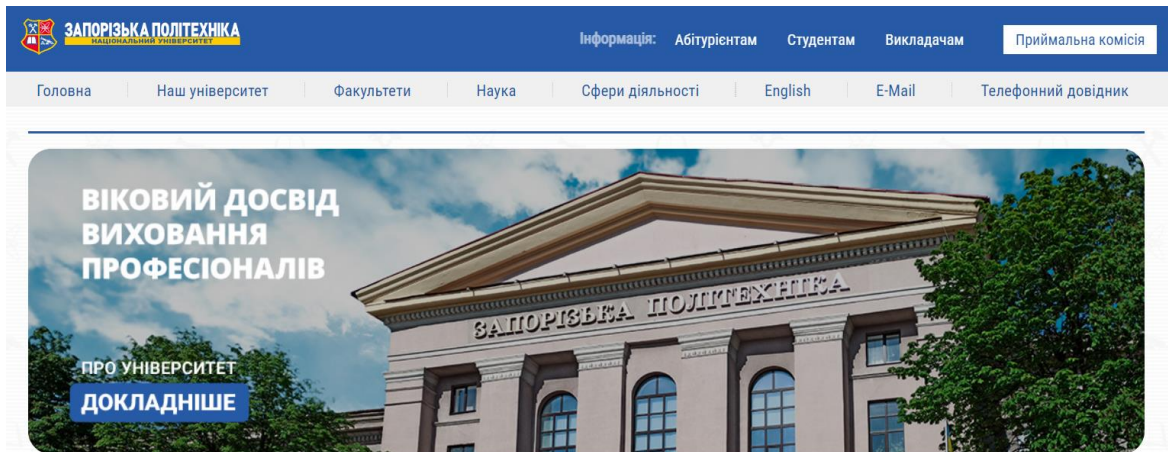 ЗАПОРІЗЬКА ПОЛІТЕХНІКА
НАЦІОНАЛЬНИЙ УНІВЕРСИТЕТ
Інформація: Абітурієнтам Студентам Викладачам Приймальна комісія
Головна Наш університет Факультети Наука Сфери діяльності English E-Mail Телефонний довідник
ВІКОВИЙ ДОСВІД
ВИХОВАННЯ
ПРОФЕСІОНАЛІВ
ЗАПОРІЗЬКА ПОЛІТЕХНІКА
ПРО УНІВЕРСИТЕТ
ДОКЛАДНІШЕ